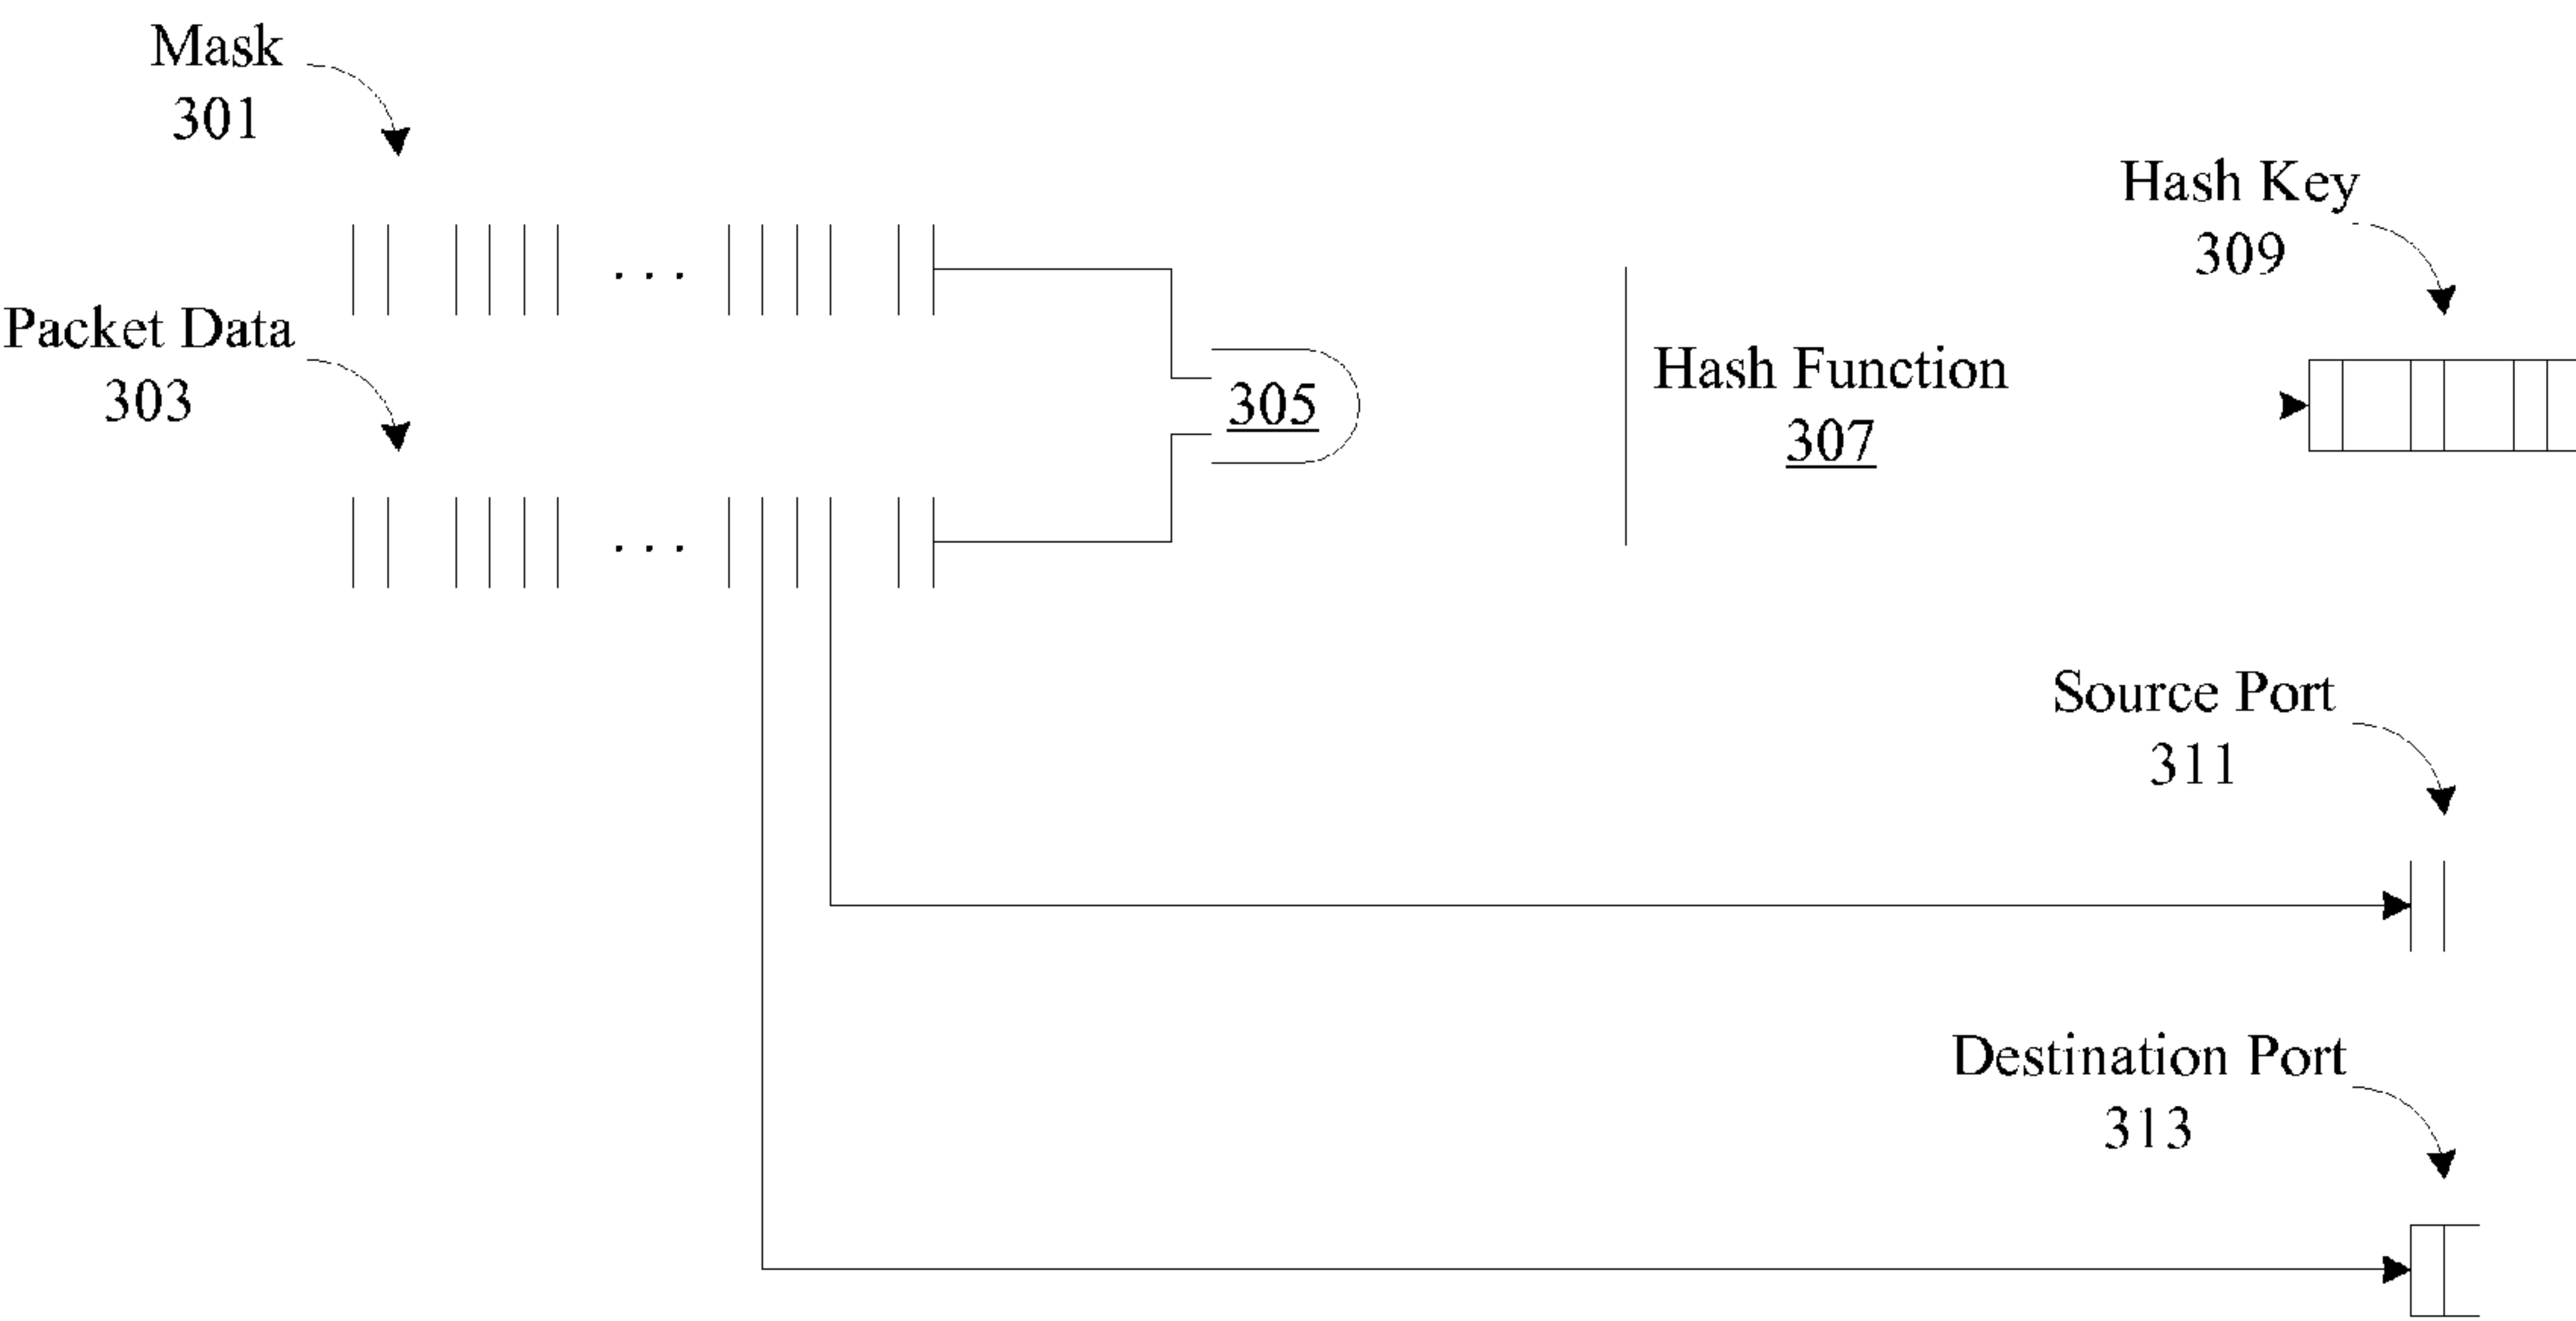 Mask
301
Hash Key
309
Packet Data
303
. . .
305
Hash Function
307
. . .
Source Port
311
Destination Port
313